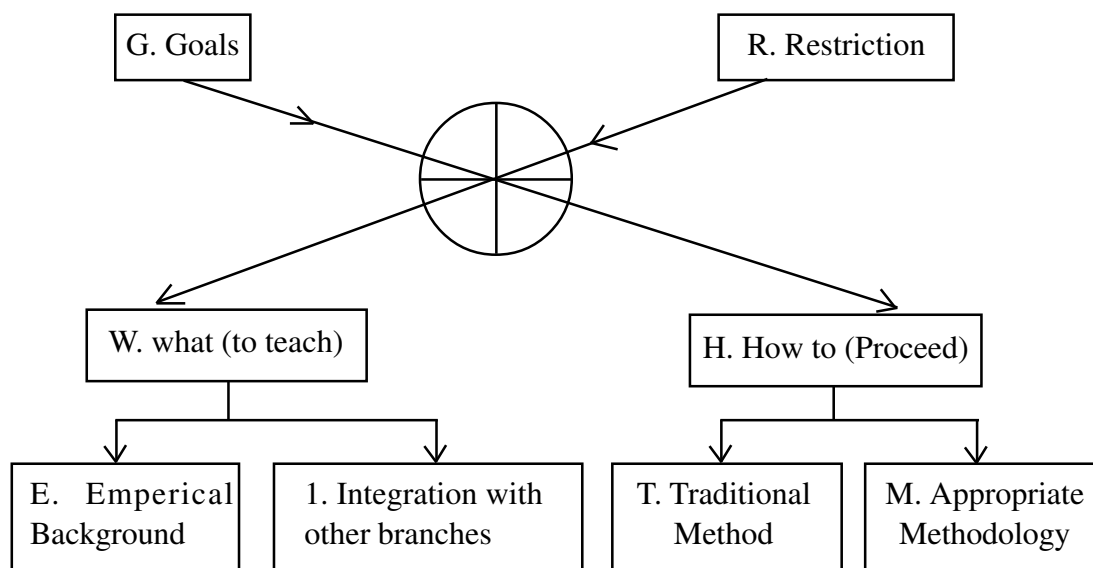 G. Goals
R. Restriction
W. what (to teach)
H. How to (Proceed)
E. Emperical
Background
1. Integration with
other branches
T. Traditional
Method
M. Appropriate
Methodology